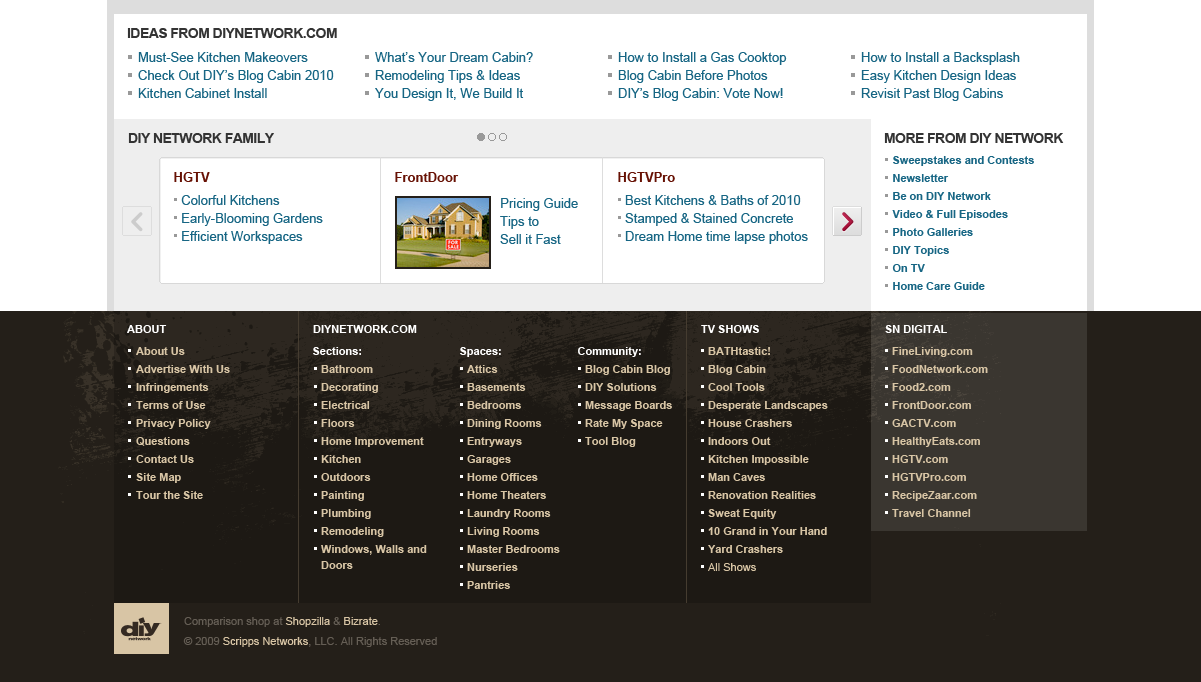 IDEAS FROM DIYNETWORK.COM
Must-See Kitchen Makeovers
Check Out DIY's Blog Cabin 2010
Kitchen Cabinet Install
What's Your Dream Cabin?
Remodeling Tips & Ideas
You Design It, We Build It
How to Install a Gas Cooktop
Blog Cabin Before Photos
DIY's Blog Cabin: Vote Now!
How to Install a Backsplash
Easy Kitchen Design Ideas
Revisit Past Blog Cabins
DIY NETWORK FAMILY
HGTV
Colorful Kitchens
Early-Blooming Gardens
Efficient Workspaces
FrontDoor
FOR
SALE
Pricing Guide
Tips to
Sell it Fast
HGTVPro
Best Kitchens & Baths of 2010
Stamped & Stained Concrete
Dream Home time lapse photos
MORE FROM DIY NETWORK
Sweepstakes and Contests
Newsletter
Be on DIY Network
Video & Full Episodes
Photo Galleries
DIY Topics
On TV
Home Care Guide
ABOUT
About Us
Advertise With Us
Infringements
Terms of Use
Privacy Policy
Questions
Contact Us
Site Map
Tour the Site
DIYNETWORK.COM
Sections:
Bathroom
Decorating
Electrical
Floors
Home Improvement
Kitchen
Outdoors
Painting
Plumbing
Remodeling
Windows, Walls and
Doors
Spaces:
Attics
Basements
Bedrooms
Dining Rooms
Entryways
Garages
Home Offices
Home Theaters
Laundry Rooms
Living Rooms
Master Bedrooms
Nurseries
Pantries
Community:
Blog Cabin Blog
DIY Solutions
Message Boards
Rate My Space
Tool Blog
TV SHOWS
BATHtastic!
Blog Cabin
Cool Tools
Desperate Landscapes
House Crashers
Indoors Out
Kitchen Impossible
Man Caves
Renovation Realities
Sweat Equity
10 Grand in Your Hand
Yard Crashers
All Shows
SN DIGITAL
FineLiving.com
FoodNetwork.com
Food2.com
FrontDoor.com
GACTV.com
HealthyEats.com
HGTV.com
HGTVPro.com
RecipeZaar.com
Travel Channel
diy
network
Comparison shop at Shopzilla & Bizrate.
© 2009 Scripps Networks, LLC. All Rights Reserved